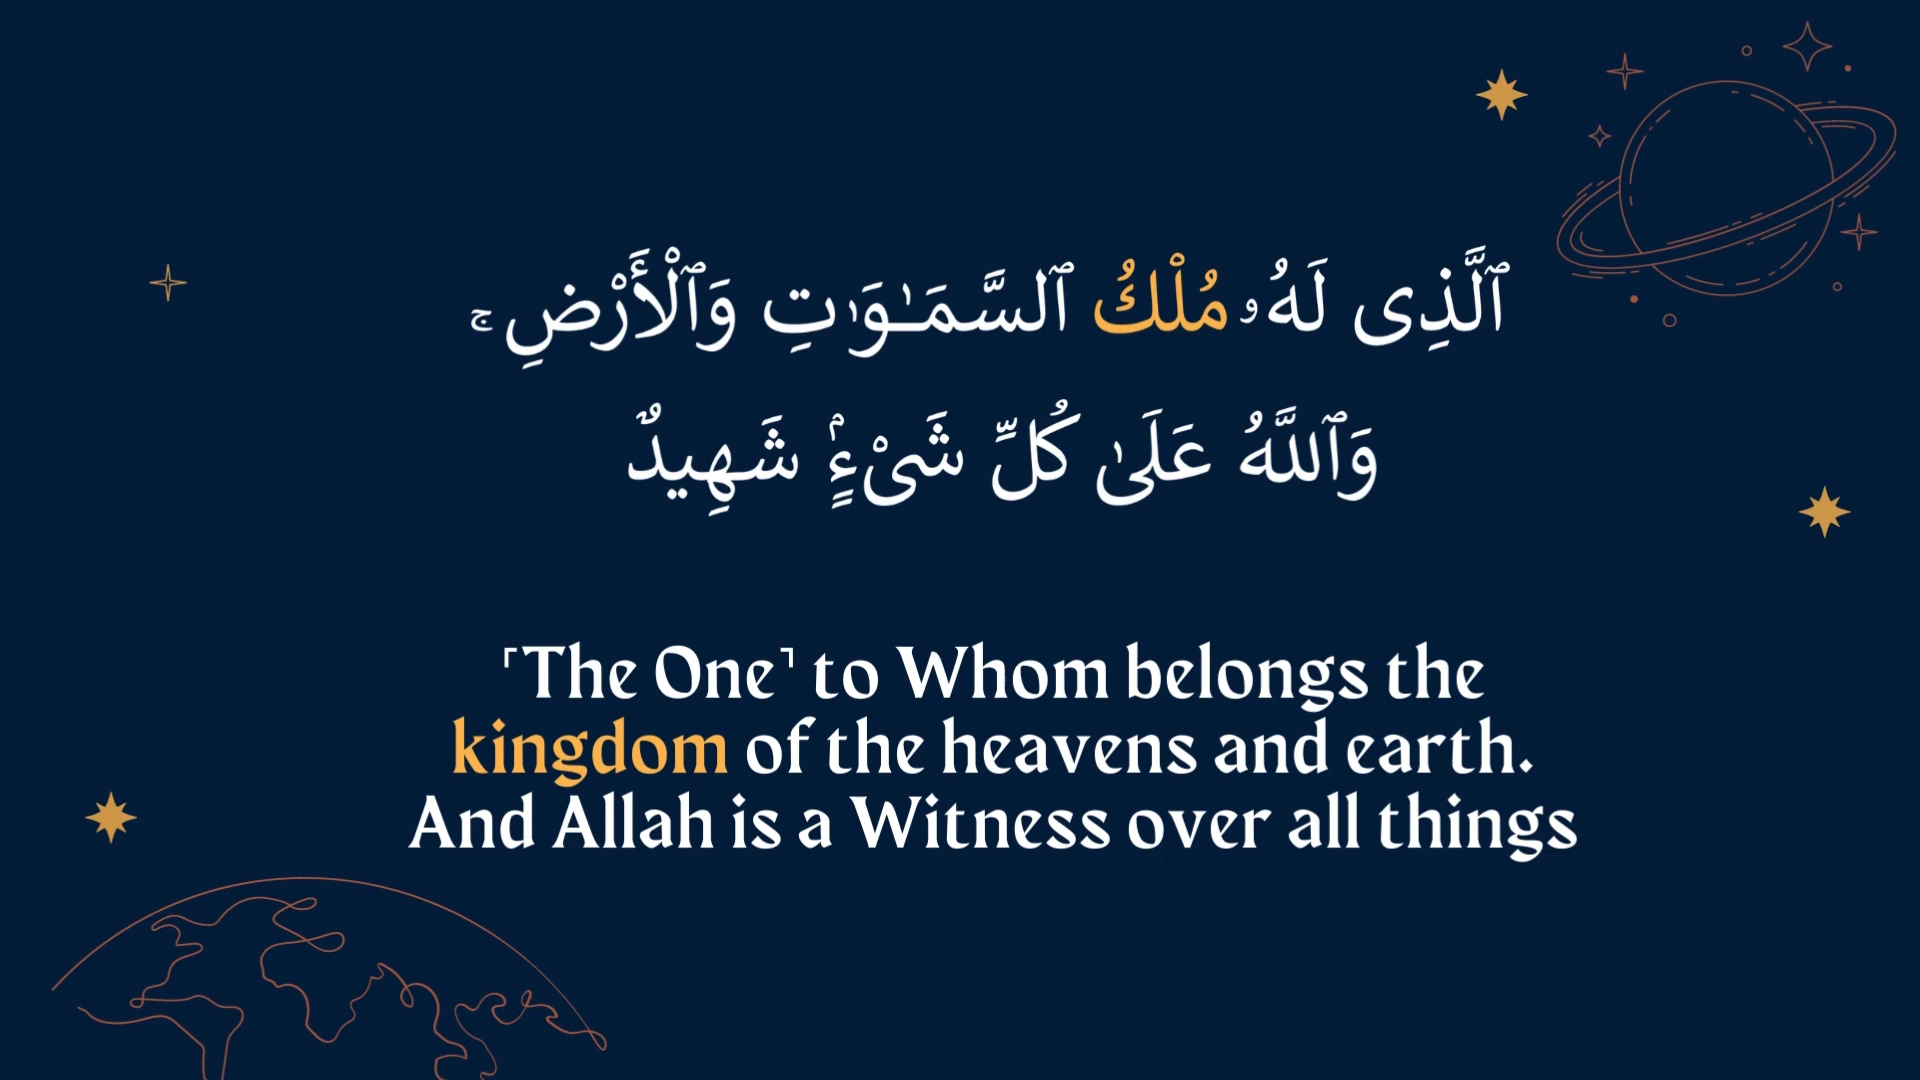 ٱلَّذِى لَهُۥ مُلْكُ ٱلسَّمَـٰوَٰتِ وَٱلْأَرْضِ ۚ
وَٱللَّهُ عَلَىٰ كُلِّ شَىْءٍۢ شَهِيدٌ
⸢The One⸣ to Whom belongs the
kingdom of the heavens and earth.
And Allah is a Witness over all things